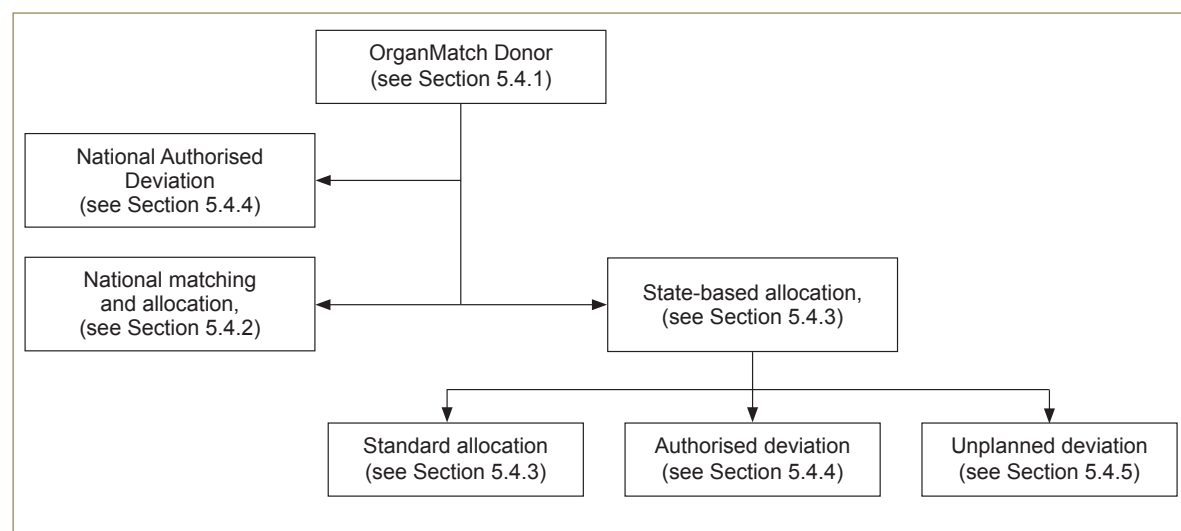 OrganMatch Donor
(see Section 5.4.1)
National Authorised
Deviation
(see Section 5.4.4)
National matching
and allocation,
(see Section 5.4.2)
State-based allocation,
(see Section 5.4.3)
Standard allocation
(see Section 5.4.3)
Authorised deviation
(see Section 5.4.4)
Unplanned deviation
(see Section 5.4.5)